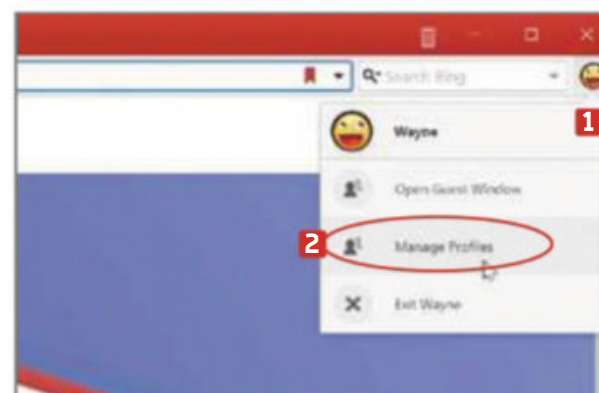 Search Bing
1
Wayne
Open Guest Window
2 Manage Profiles
Exit Wayne